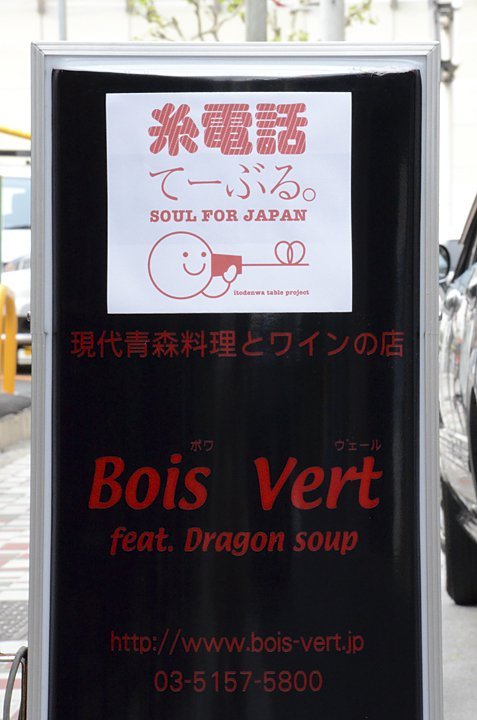 糸電話
てーぶる。
SOUL FOR JAPAN
itodenwa table project
現代青森料理とワインの店
ボワ ヴェール
Bois Vert
feat. Dragon soup
http://www.bois-vert.jp
03-5157-5800